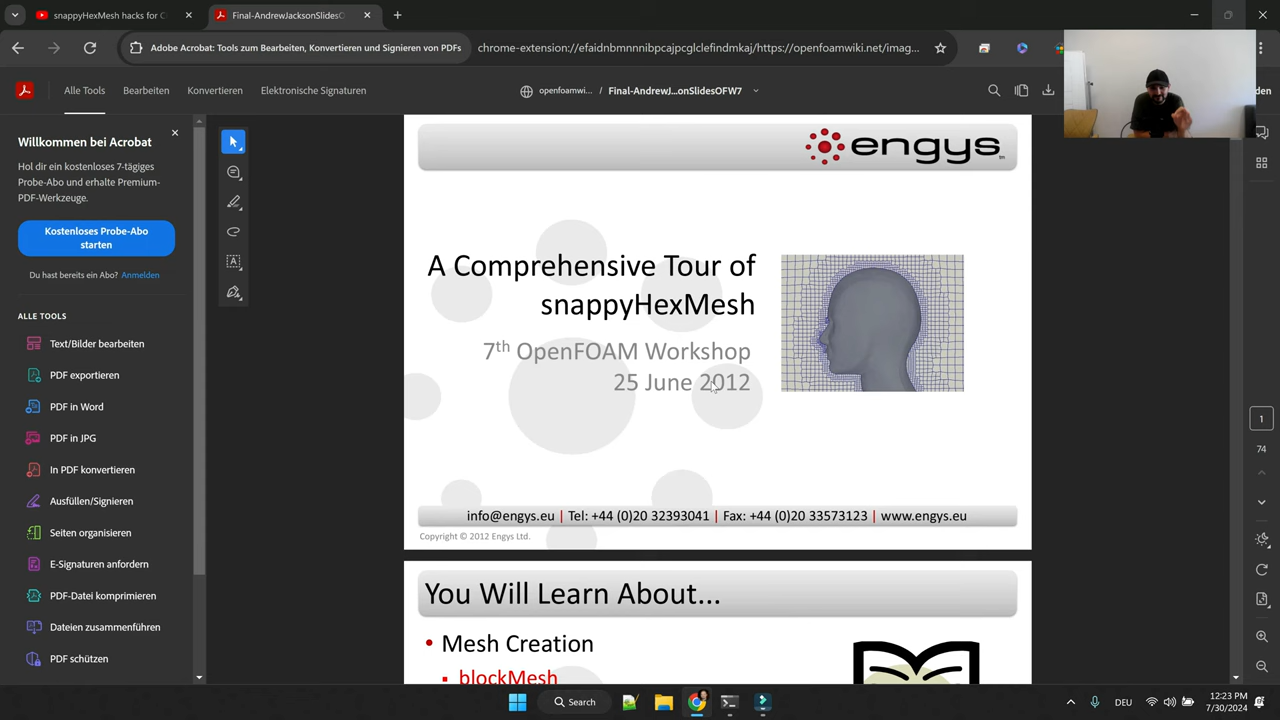 snappyHexMesh hacks for C
Final-AndrewJacksonSlidesO
Adobe Acrobat: Tools zum Bearbeiten, Konvertieren und Signieren von PDFs
chrome-extension://efaidnbmnnnibpcajpcglclefindmkaj/https://openfoamwiki.net/imag...
Alle Tools
Bearbeiten
Konvertieren
Elektronische Signaturen
openfoamwi...
/
Final-AndrewJ...onSlidesOFW7
den
Willkommen bei Acrobat
Hol dir ein kostenloses 7-tägiges
Probe-Abo und erhalte Premium-
PDF-Werkzeuge.
Kostenloses Probe-Abo
starten
Du hast bereits ein Abo? Anmelden
ALLE TOOLS
Text/Bilder bearbeiten
PDF exportieren
PDF in Word
PDF in JPG
In PDF konvertieren
Ausfüllen/Signieren
Seiten organisieren
E-Signaturen anfordern
PDF-Datei komprimieren
Dateien zusammenführen
PDF schützen
engys
A Comprehensive Tour of
snappyHexMesh
7th OpenFOAM Workshop
25 June 2012
info@engys.eu | Tel: +44 (0)20 32393041 | Fax: +44 (0)20 33573123 | www.engys.eu
Copyright © 2012 Engys Ltd.
You Will Learn About...
• Mesh Creation
▪ blockMesh
1
74
Search
DEU
12:23 PM
7/30/2024